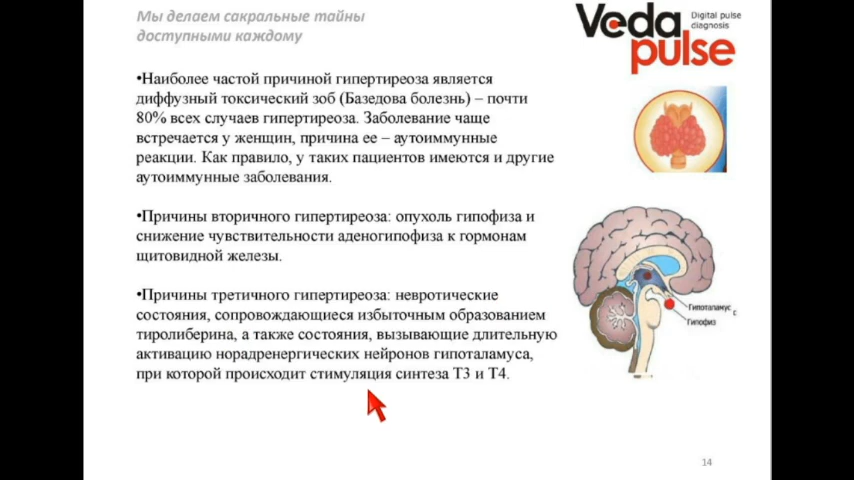 Мы делаем сакральные тайны
доступными каждому
Veda
pulse
Digital pulse
diagnosis
•Наиболее частой причиной гипертиреоза является
диффузный токсический зоб (Базедова болезнь) – почти
80% всех случаев гипертиреоза. Заболевание чаще
встречается у женщин, причина ее – аутоиммунные
реакции. Как правило, у таких пациентов имеются и другие
аутоиммунные заболевания.
•Причины вторичного гипертиреоза: опухоль гипофиза и
снижение чувствительности аденогипофиза к гормонам
щитовидной железы.
•Причины третичного гипертиреоза: невротические
состояния, сопровождающиеся избыточным образованием
тиролиберина, а также состояния, вызывающие длительную
активацию норадренергических нейронов гипоталамуса,
при которой происходит стимуляция синтеза Т3 и Т4.
Гипоталамус
с
Гипофиз
14